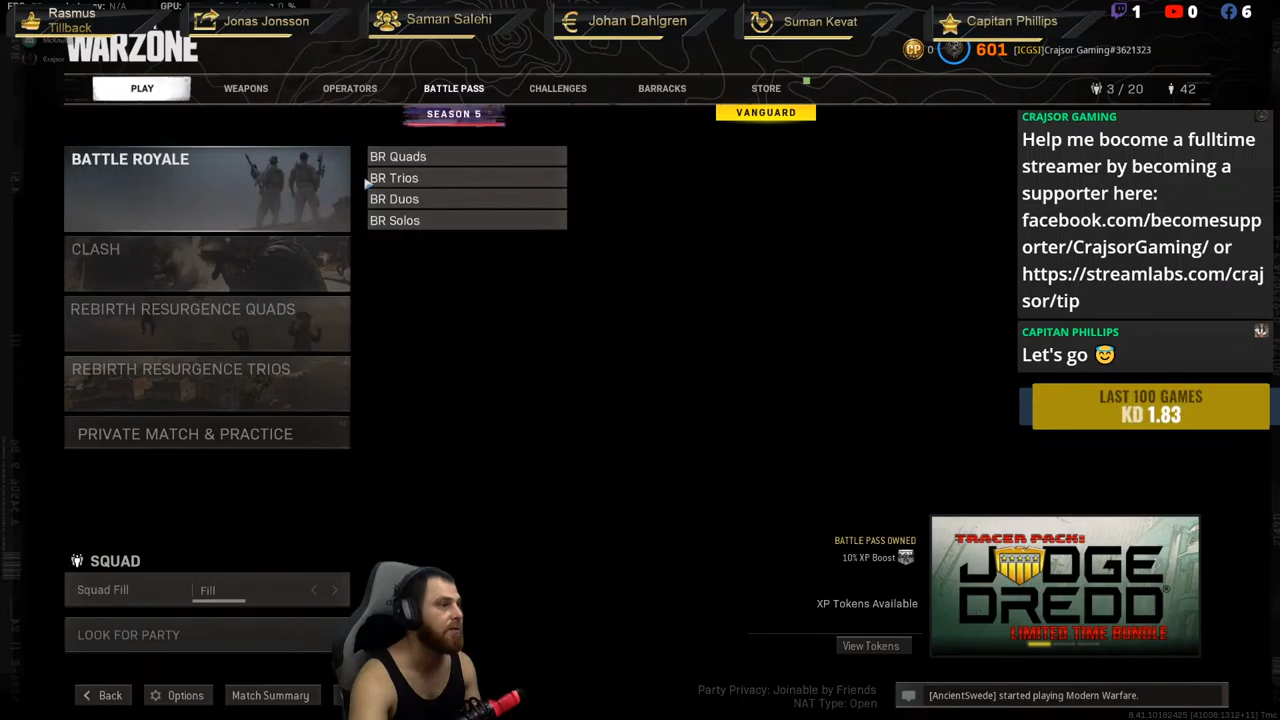 N/A GPU: 0 %
Rasmus
Tillback
Jonas Jonsson
Saman Salehi
Johan Dahlgren
Suman Kevat
Capitan Phillips
1
0
6
WARZONE
0
601
[ICGS]Crajsor Gaming#3621323
PLAY
WEAPONS
OPERATORS
BATTLE PASS
CHALLENGES
BARRACKS
STORE
3 / 20
42
SEASON 5
VANGUARD
BATTLE ROYALE
BR Quads
BR Trios
BR Duos
BR Solos
CLASH
REBIRTH RESURGENCE QUADS
REBIRTH RESURGENCE TRIOS
PRIVATE MATCH & PRACTICE
CRAJSOR GAMING
Help me bocome a fulltime
streamer by becoming a
supporter here:
facebook.com/becomesupp
orter/CrajsorGaming/ or
https://streamlabs.com/craj
sor/tip
CAPITAN PHILLIPS
Let's go 😇
LAST 100 GAMES
KD 1.83
SQUAD
Squad Fill
Fill
LOOK FOR PARTY
BATTLE PASS OWNED
10% XP Boost
XP Tokens Available
View Tokens
TRACER PACK:
JUDGE
DREDD
LIMITED TIME BUNDLE
Back
Options
Match Summary
Party Privacy: Joinable by Friends
NAT Type: Open
[AncientSwede] started playing Modern Warfare.